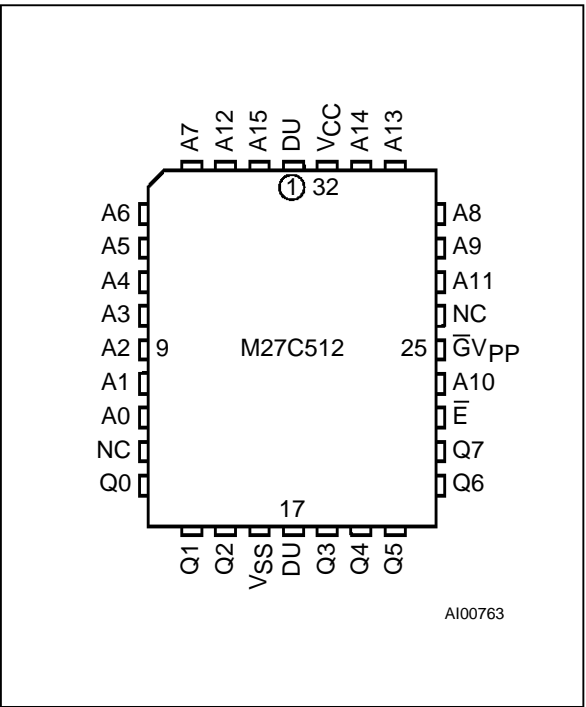 A7 A12 A15 DU VCC A14 A13
1 32
A6 A8
A5 A9
A4 A11
A3 NC
A2 9 M27C512 25 G̅VPP
A1 A10
A0 E̅
NC Q7
Q0 Q6
17
Q1 Q2 VSS DU Q3 Q4 Q5
AI00763